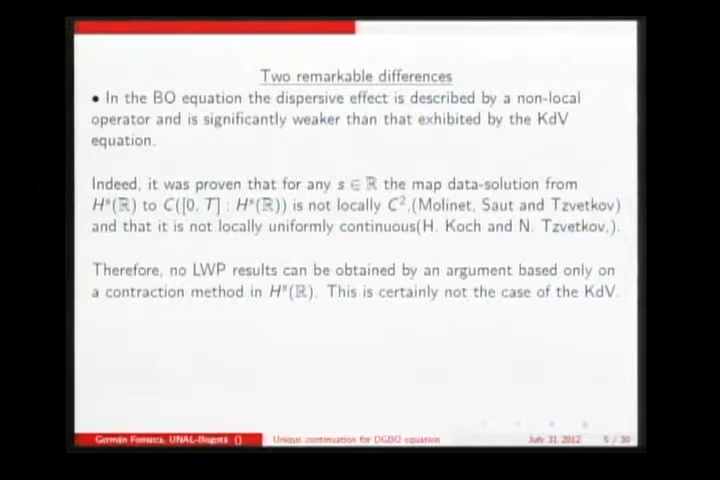 Two remarkable differences
• In the BO equation the dispersive effect is described by a non-local
operator and is significantly weaker than that exhibited by the KdV
equation.
Indeed, it was proven that for any s ∈ ℝ the map data-solution from
Hˢ(ℝ) to C([0, T] : Hˢ(ℝ)) is not locally C²,(Molinet, Saut and Tzvetkov)
and that it is not locally uniformly continuous(H. Koch and N. Tzvetkov,).
Therefore, no LWP results can be obtained by an argument based only on
a contraction method in Hˢ(ℝ). This is certainly not the case of the KdV.
Germán Fonseca, UNAL-Bogotá ()
Unique continuation for DGBO equation
July 31 2012
5 / 30